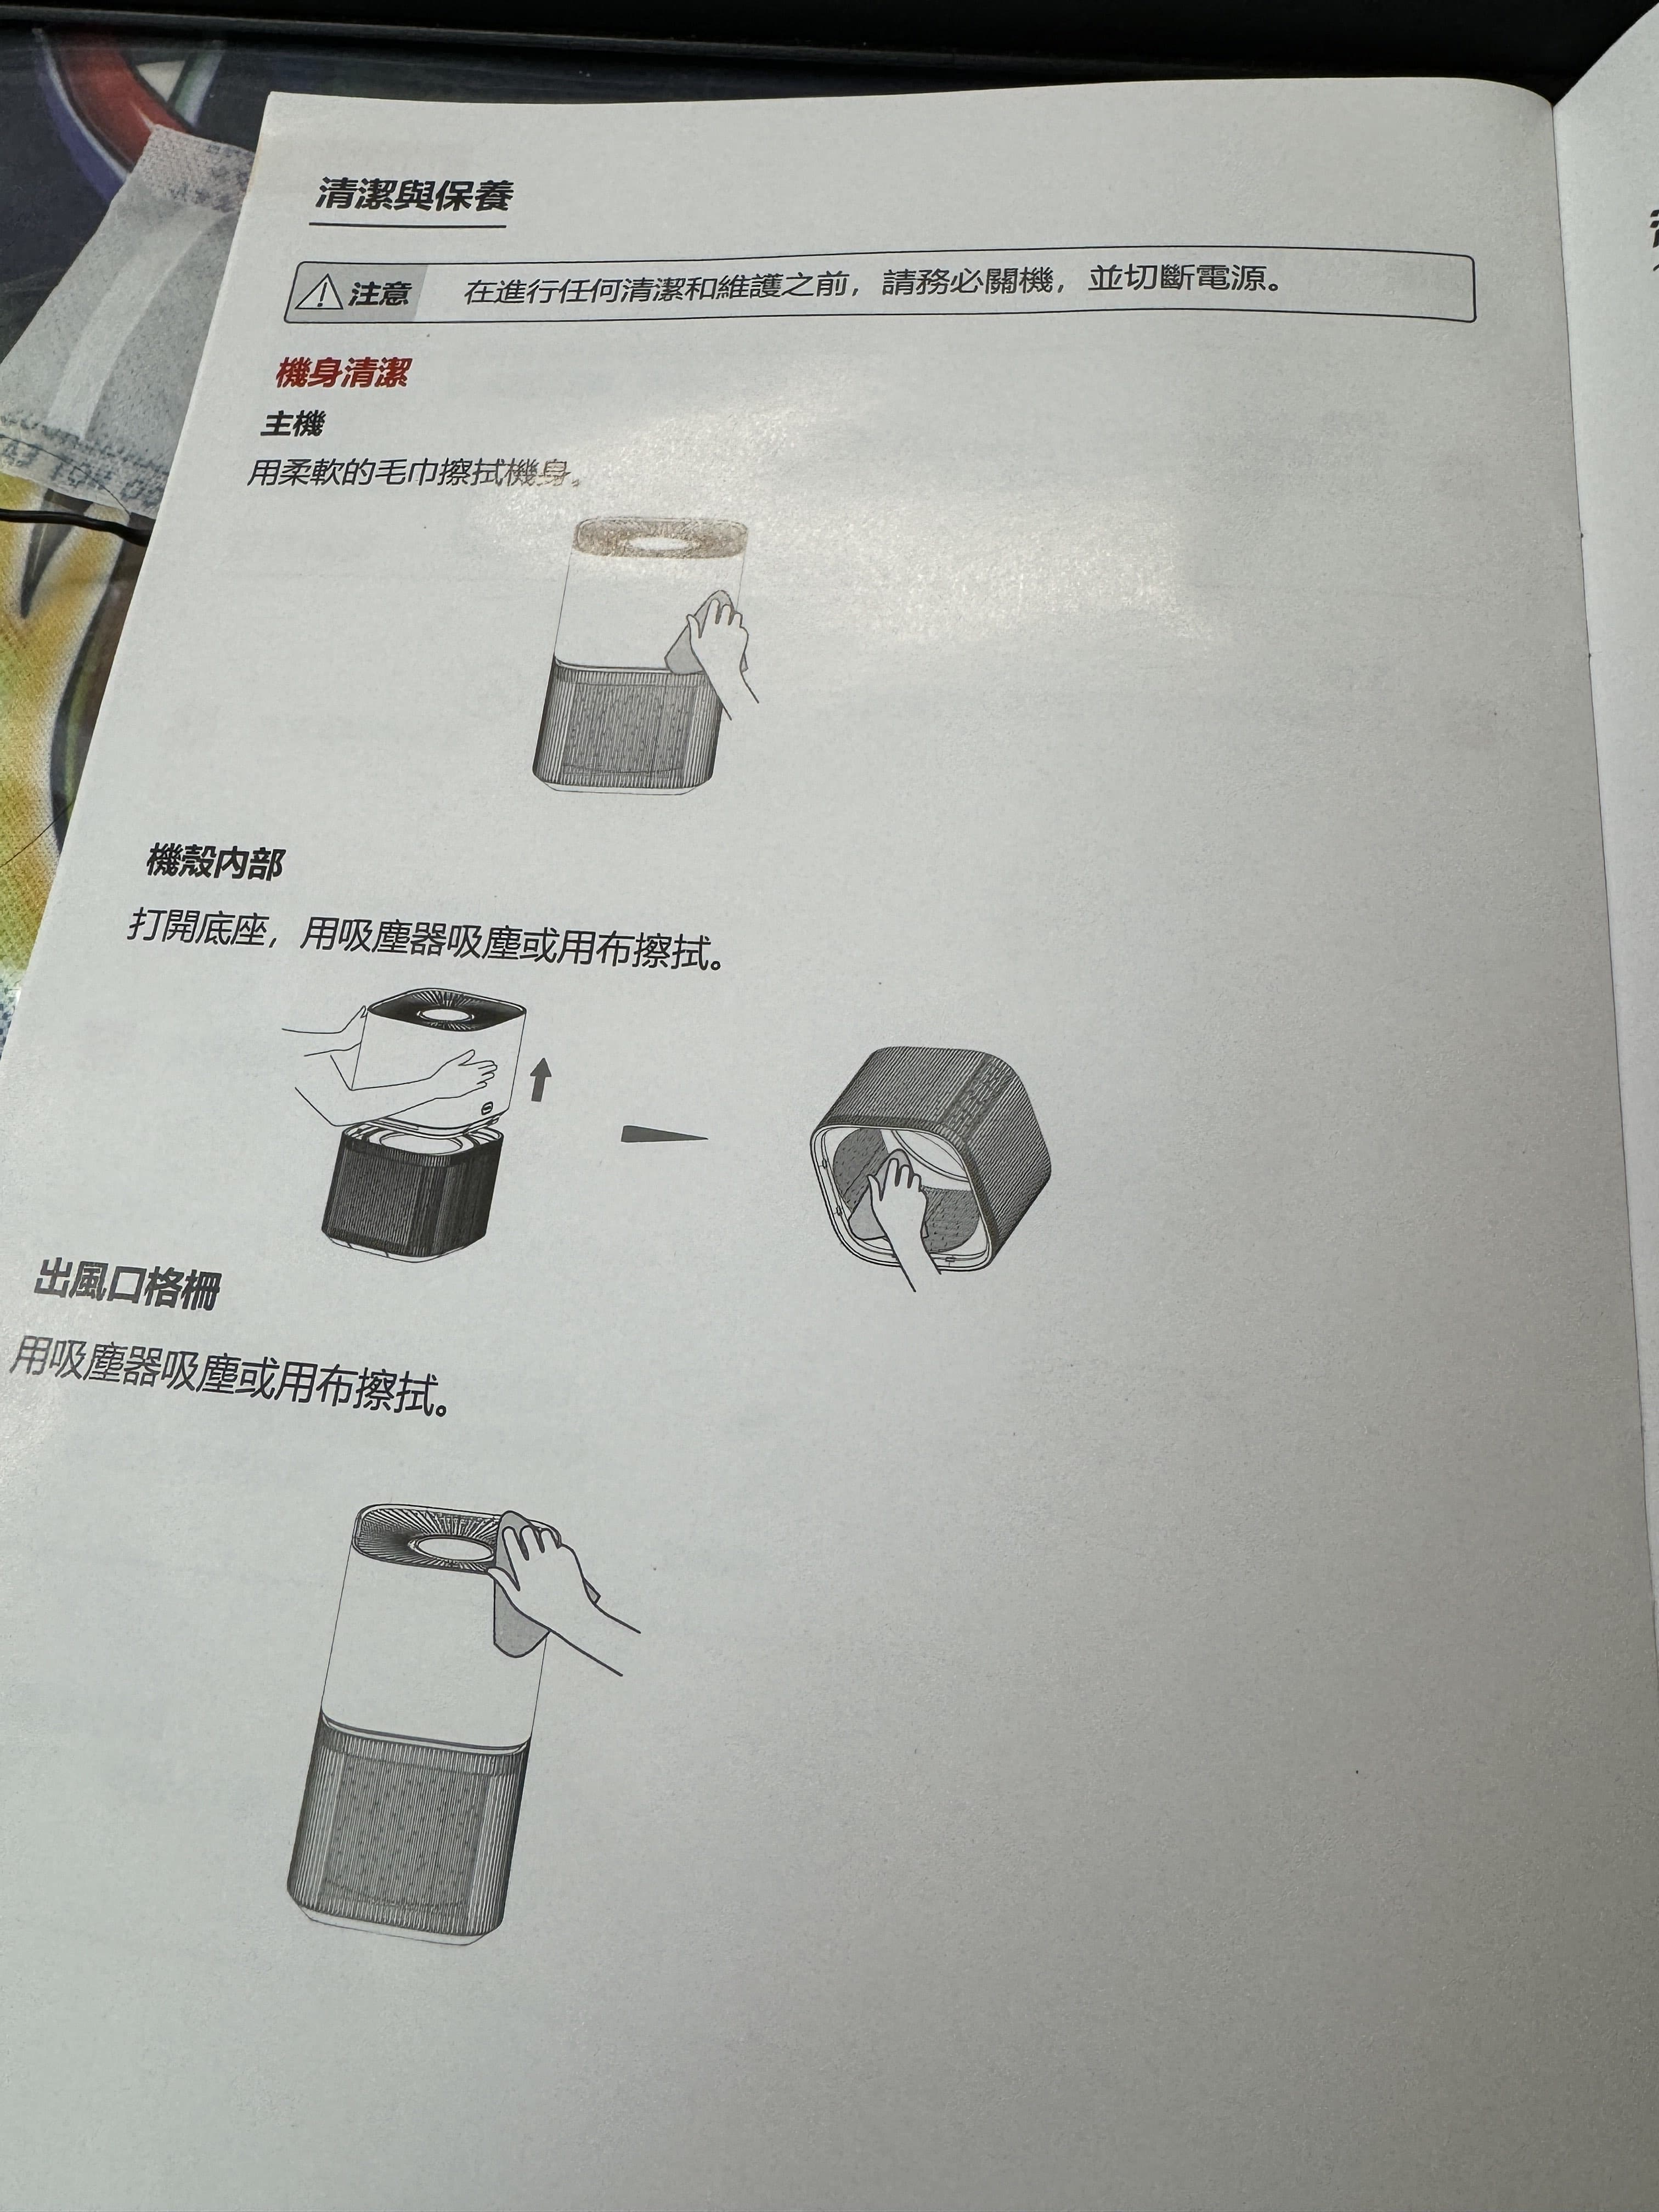 清潔與保養
注意 在進行任何清潔和維護之前，請務必關機，並切斷電源。
機身清潔
主機
用柔軟的毛巾擦拭機身。
機殼內部
打開底座，用吸塵器吸塵或用布擦拭。
出風口格柵
用吸塵器吸塵或用布擦拭。